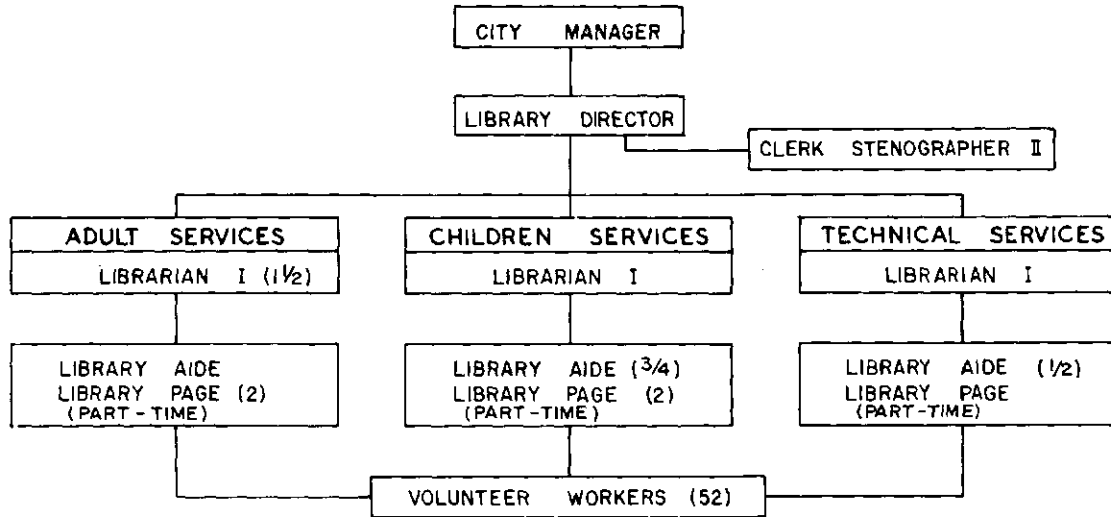 CITY MANAGER
LIBRARY DIRECTOR
CLERK STENOGRAPHER II
ADULT SERVICES
LIBRARIAN I (1½)
CHILDREN SERVICES
LIBRARIAN I
TECHNICAL SERVICES
LIBRARIAN I
LIBRARY AIDE
LIBRARY PAGE (2)
(PART-TIME)
LIBRARY AIDE (3/4)
LIBRARY PAGE (2)
(PART-TIME)
LIBRARY AIDE (1/2)
LIBRARY PAGE
(PART-TIME)
VOLUNTEER WORKERS (52)